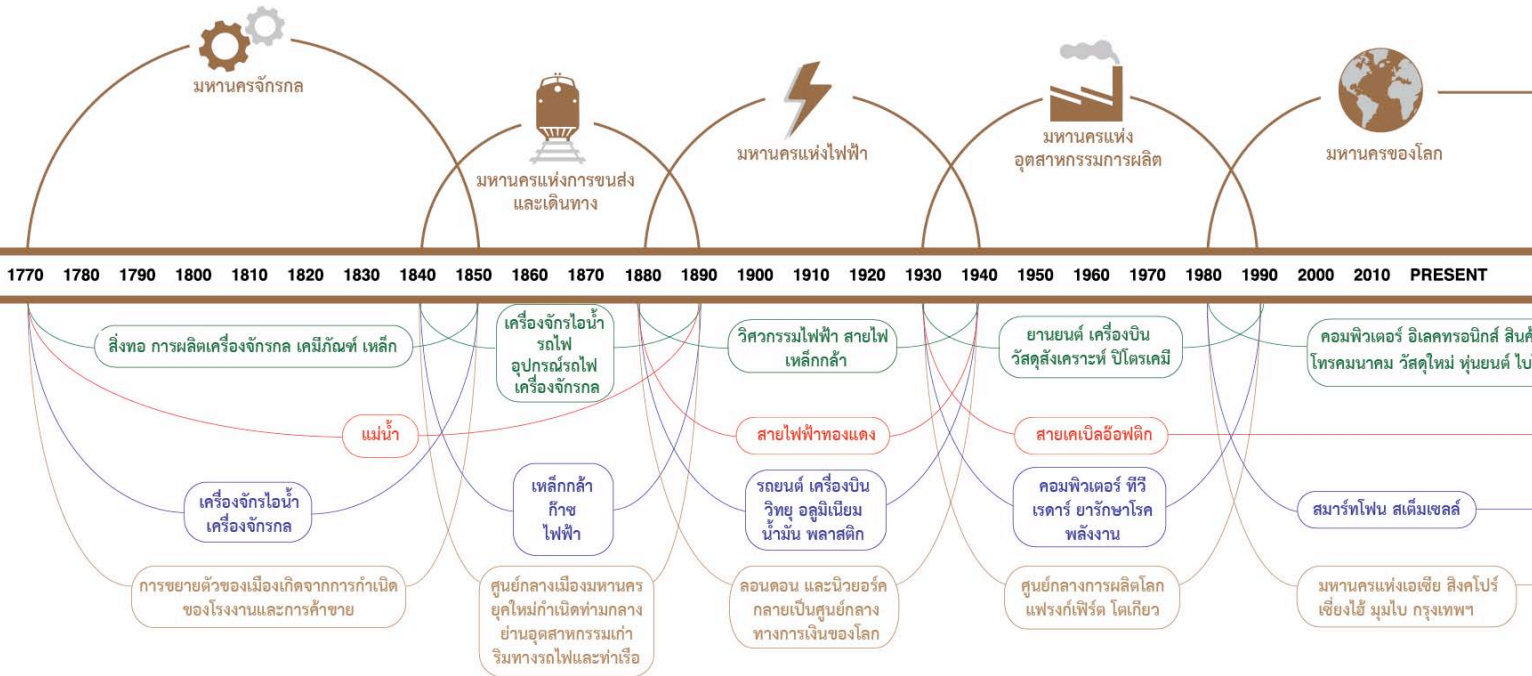 มหานครจักรกล
มหานครแห่งการขนส่ง
และเดินทาง
มหานครแห่งไฟฟ้า
มหานครแห่ง
อุตสาหกรรมการผลิต
มหานครของโลก
1770 1780 1790 1800 1810 1820 1830 1840 1850 1860 1870 1880 1890 1900 1910 1920 1930 1940 1950 1960 1970 1980 1990 2000 2010 PRESENT
สิ่งทอ การผลิตเครื่องจักรกล เคมีภัณฑ์ เหล็ก
เครื่องจักรไอน้ำ
รถไฟ
อุปกรณ์รถไฟ
เครื่องจักรกล
วิศวกรรมไฟฟ้า สายไฟ
เหล็กกล้า
ยานยนต์ เครื่องบิน
วัสดุสังเคราะห์ ปิโตรเคมี
คอมพิวเตอร์ อิเลคทรอนิกส์
โทรคมนาคม วัสดุใหม่ หุ่นยนต์
แม่น้ำ
สายไฟฟ้าทองแดง
สายเคเบิลอ๊อฟติก
เครื่องจักรไอน้ำ
เครื่องจักรกล
เหล็กกล้า
ก๊าซ
ไฟฟ้า
รถยนต์ เครื่องบิน
วิทยุ อลูมิเนียม
น้ำมัน พลาสติก
คอมพิวเตอร์ ทีวี
เรดาร์ ยารักษาโรค
พลังงาน
สมาร์ทโฟน สเต็มเซลล์
การขยายตัวของเมืองเกิดจากการกำเนิด
ของโรงงานและการค้าขาย
ศูนย์กลางเมืองมหานคร
ยุคใหม่กำเนิดท่ามกลาง
ย่านอุตสาหกรรมเก่า
ริมทางรถไฟและท่าเรือ
ลอนดอน และนิวยอร์ค
กลายเป็นศูนย์กลาง
ทางการเงินของโลก
ศูนย์กลางการผลิตโลก
แฟรงก์เฟิร์ต โตเกียว
มหานครแห่งเอเชีย สิงคโปร์
เซี่ยงไฮ้ มุมไบ กรุงเทพฯ